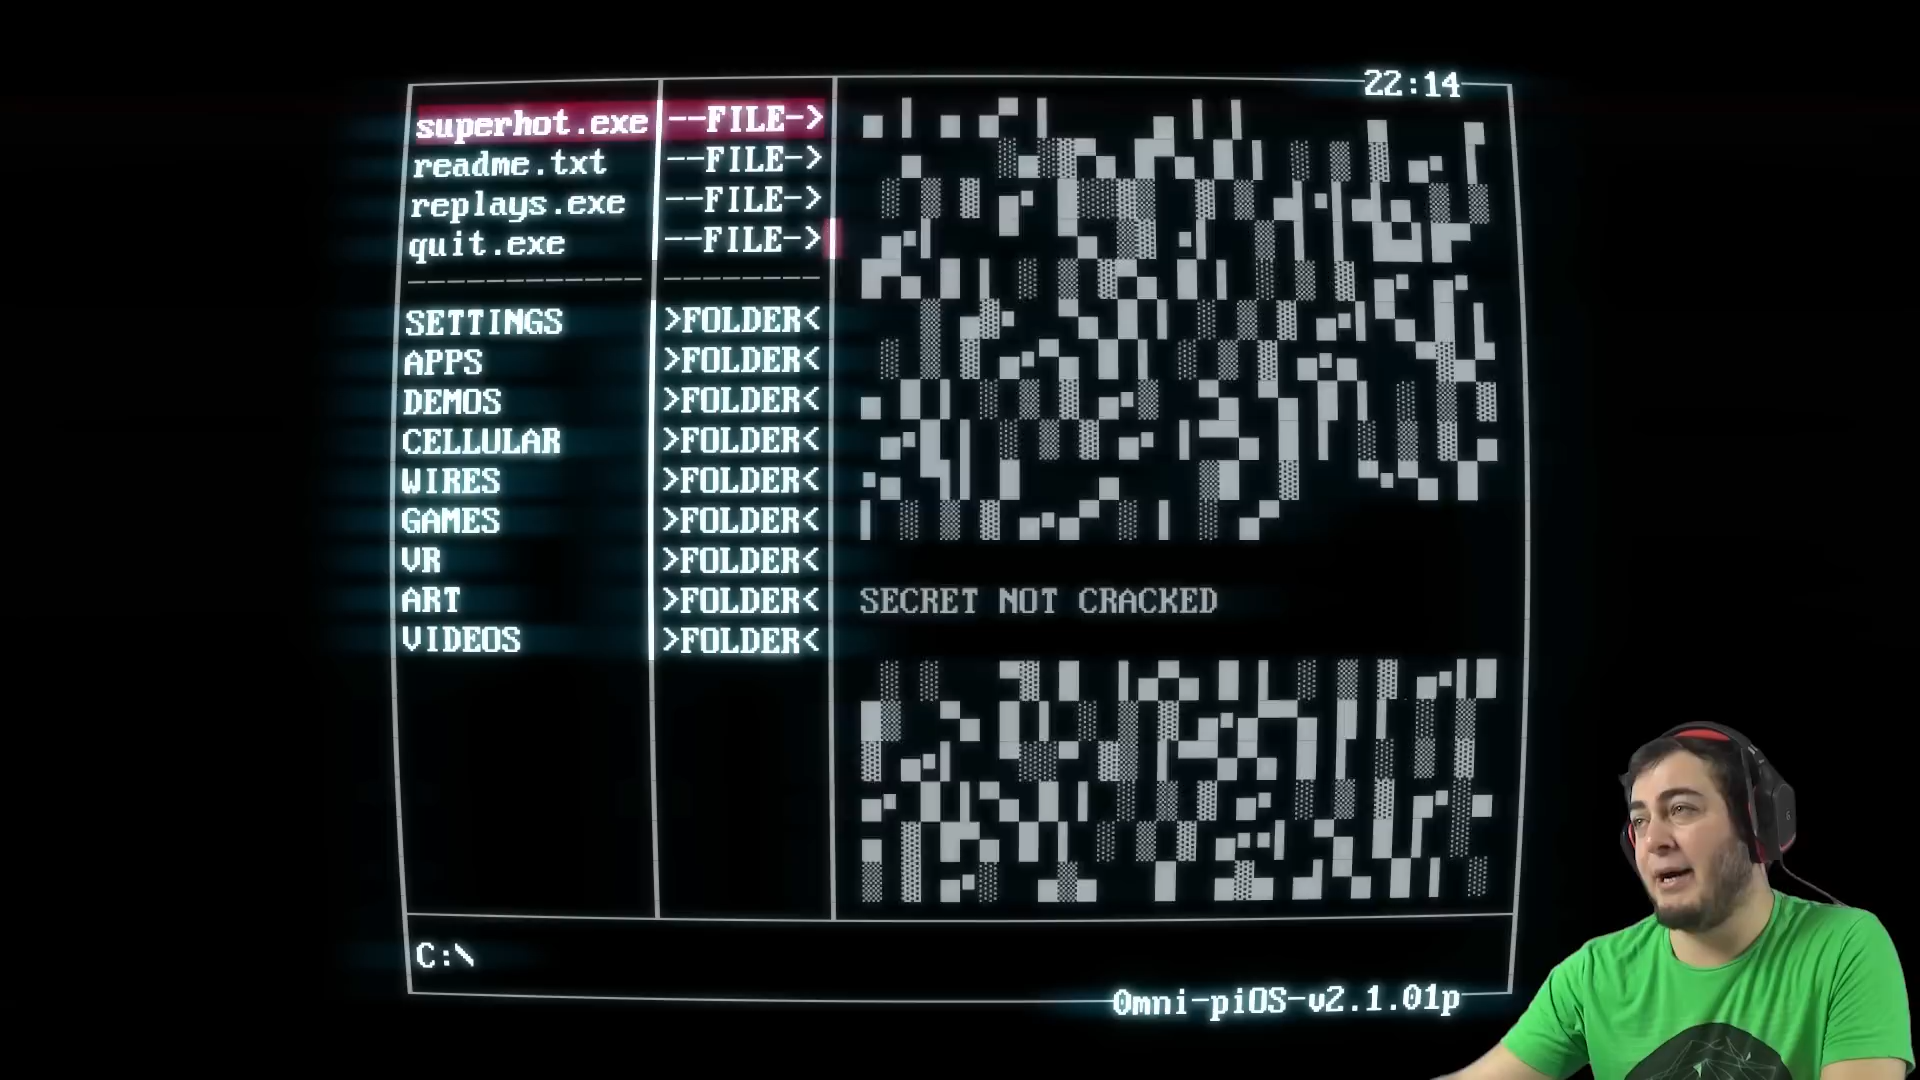 22:14
superhot.exe --FILE->
readme.txt --FILE->
replays.exe --FILE->
quit.exe --FILE->
SETTINGS >FOLDER<
APPS >FOLDER<
DEMOS >FOLDER<
CELLULAR >FOLDER<
WIRES >FOLDER<
GAMES >FOLDER<
VR >FOLDER<
ART >FOLDER<
VIDEOS >FOLDER<
SECRET NOT CRACKED
C:\
0mni-piOS-v2.1.01p